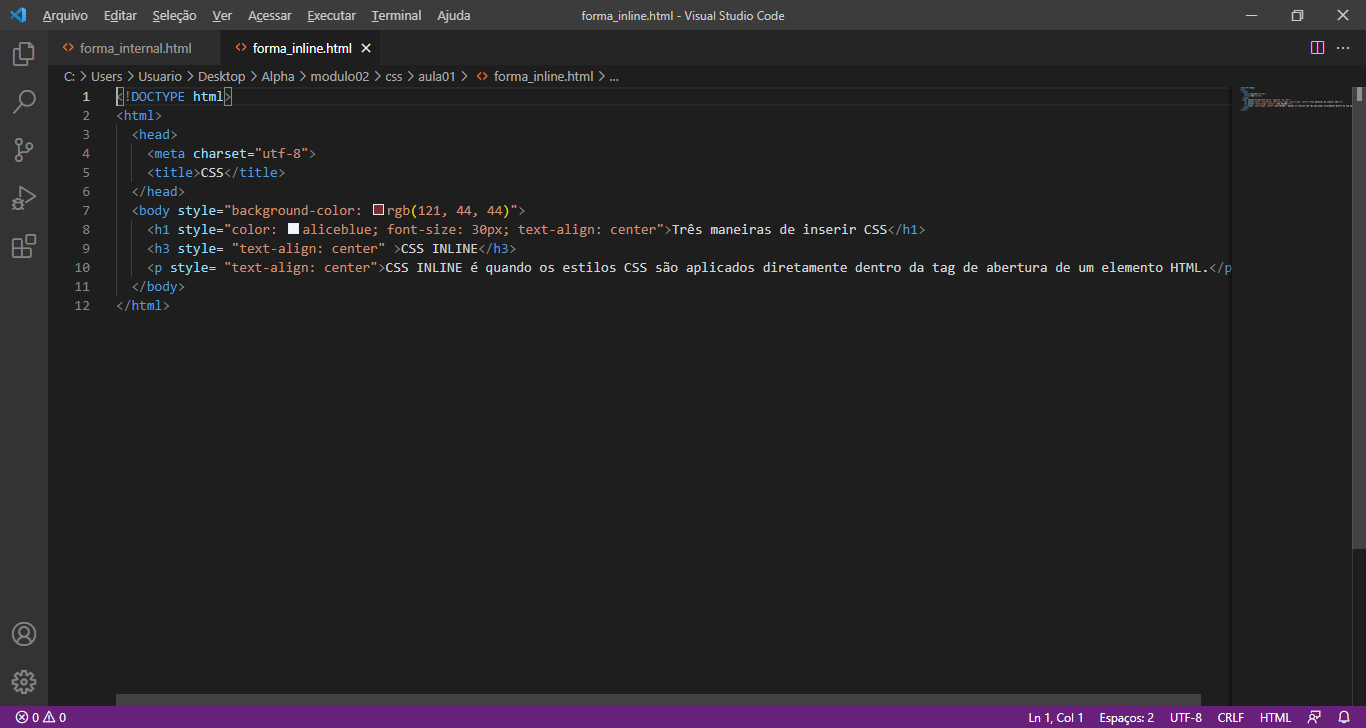 Arquivo Editar Seleção Ver Acessar Executar Terminal Ajuda forma_inline.html - Visual Studio Code
forma_internal.html forma_inline.html
C: > Users > Usuario > Desktop > Alpha > modulo02 > css > aula01 > forma_inline.html > ...
1 <!DOCTYPE html>
2 <html>
3 <head>
4 <meta charset="utf-8">
5 <title>CSS</title>
6 </head>
7 <body style="background-color: rgb(121, 44, 44)">
8 <h1 style="color: aliceblue; font-size: 30px; text-align: center">Três maneiras de inserir CSS</h1>
9 <h3 style= "text-align: center" >CSS INLINE</h3>
10 <p style= "text-align: center">CSS INLINE é quando os estilos CSS são aplicados diretamente dentro da tag de abertura de um elemento HTML.</p
11 </body>
12 </html>
0 0 Ln 1, Col 1 Espaços: 2 UTF-8 CRLF HTML